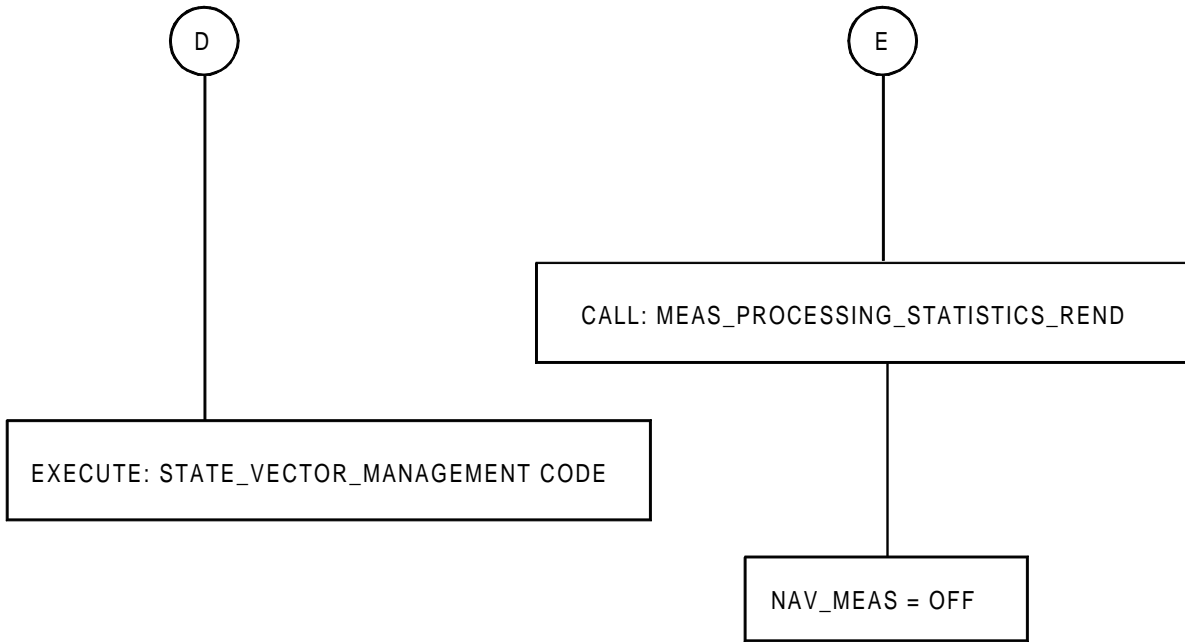 D
E
CALL: MEAS_PROCESSING_STATISTICS_REND
EXECUTE: STATE_VECTOR_MANAGEMENT CODE
NAV_MEAS = OFF